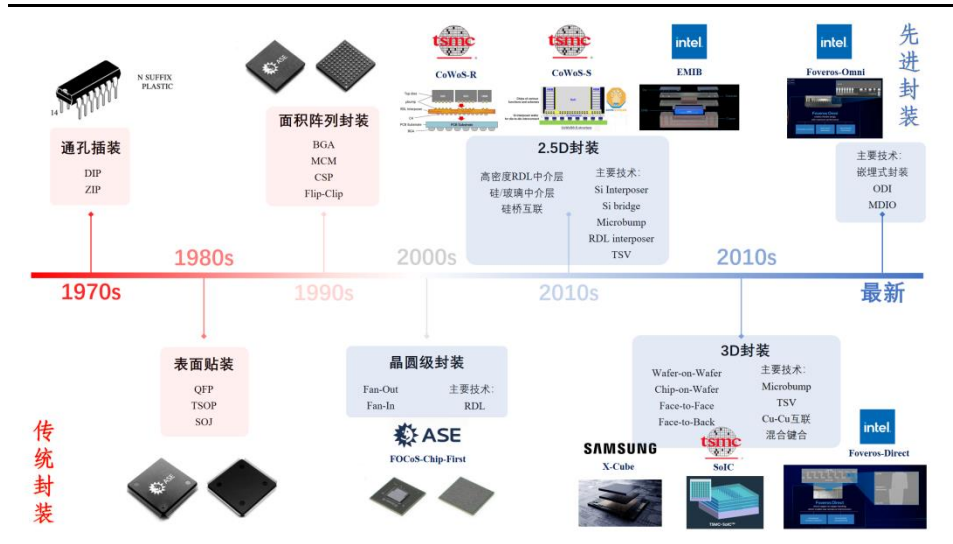 tsmc
CoWoS-R
tsmc
CoWoS-S
intel
EMIB
intel
Foveros-Omni
先进封装
N SUFFIX
PLASTIC
14
ASE
通孔插装
DIP
ZIP
面积阵列封装
BGA
MCM
CSP
Flip-Clip
2.5D封装
高密度RDL中介层
硅/玻璃中介层
硅桥互联
主要技术:
Si Interposer
Si bridge
Microbump
RDL interposer
TSV
主要技术:
嵌埋式封装
ODI
MDIO
1980s
2000s
2010s
1970s
1990s
2010s
最新
表面贴装
QFP
TSOP
SOJ
晶圆级封装
Fan-Out
Fan-In
主要技术:
RDL
3D封装
Wafer-on-Wafer
Chip-on-Wafer
Face-to-Face
Face-to-Back
主要技术:
Microbump
TSV
Cu-Cu互联
混合键合
传统封装
ASE
ASE
FOCoS-Chip-First
SAMSUNG
X-Cube
tsmc
SoIC
intel
Foveros-Direct